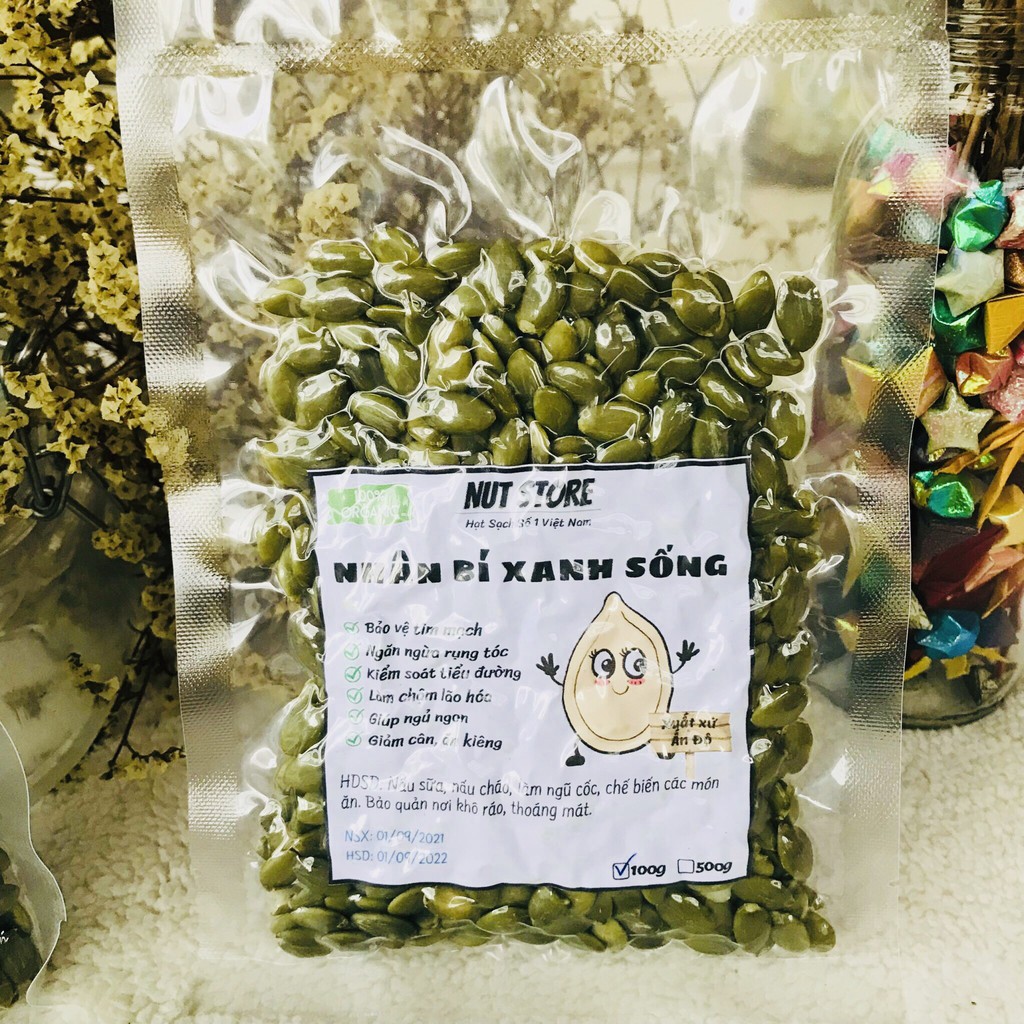 100%
ORGANIC
NUT STORE
Hạt Sạch Số 1 Việt Nam
NHÂN BÍ XANH SỐNG
Bảo vệ tim mạch
Ngăn ngừa rụng tóc
Kiểm soát tiểu đường
Làm chậm lão hóa
Giúp ngủ ngon
Giảm cân, ăn kiêng
Xuất xứ
Ấn Độ
HDSD: Nấu sữa, nấu cháo, làm ngũ cốc, chế biến các món
ăn. Bảo quản nơi khô ráo, thoáng mát.
NSX: 01/09/2021
HSD: 01/09/2022
100g 500g